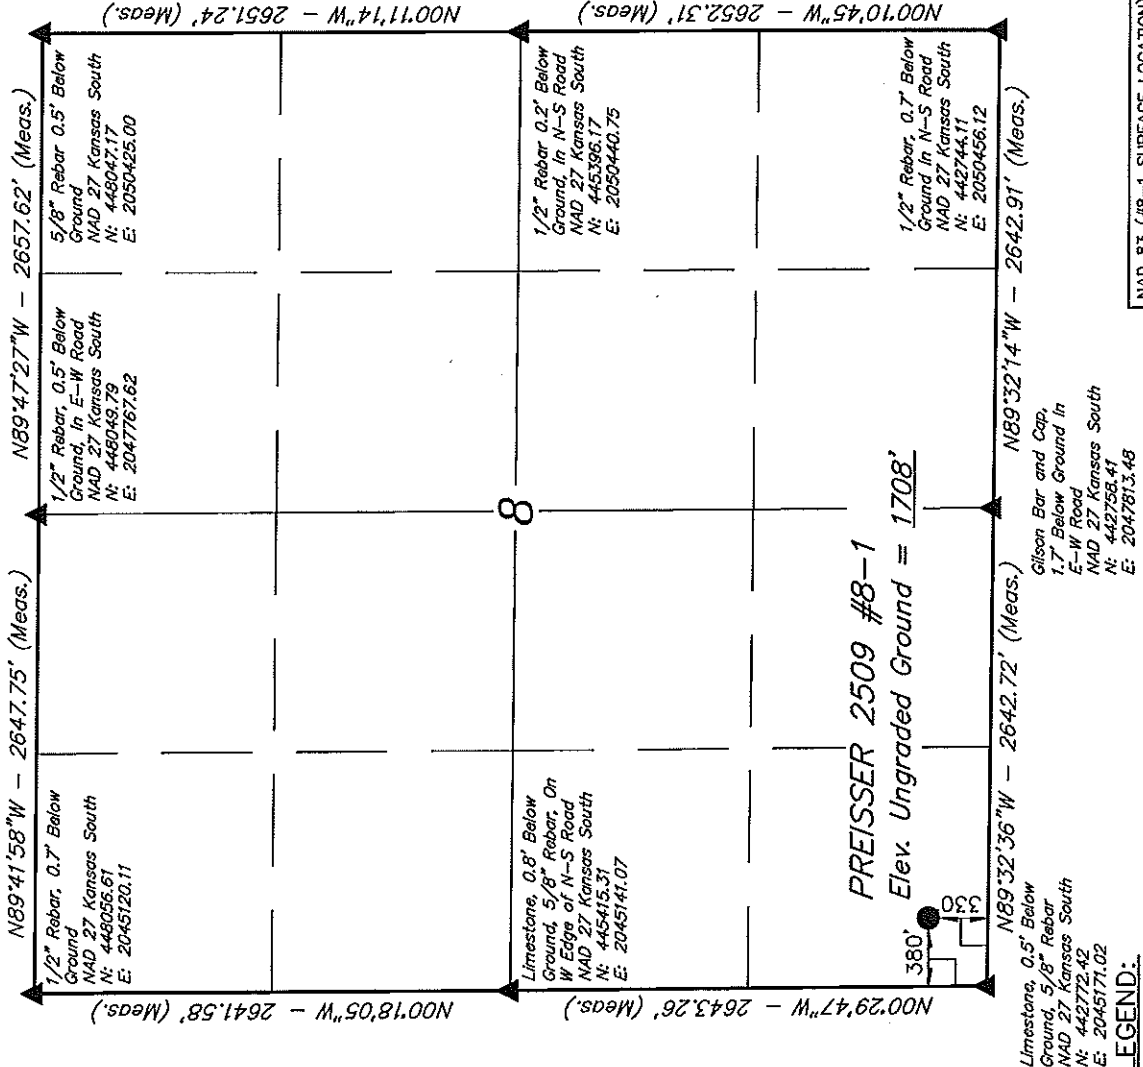 N89°41'58"W – 2647.75' (Meas.)
N89°47'27"W – 2657.62' (Meas.)
1/2" Rebar, 0.7' Below
Ground
NAD 27 Kansas South
N: 448056.61
E: 2045120.11
1/2" Rebar, 0.5' Below
Ground, In E–W Road
NAD 27 Kansas South
N: 448049.79
E: 2047767.62
5/8" Rebar 0.5' Below
Ground
NAD 27 Kansas South
N: 448047.17
E: 2050425.00
N00°18'05"W – 2641.58' (Meas.)
N00°11'14"W – 2651.24' (Meas.)
8
Limestone, 0.8' Below
Ground, 5/8" Rebar, On
W Edge of N–S Road
NAD 27 Kansas South
N: 445415.31
E: 2045141.07
1/2" Rebar 0.2' Below
Ground, In N–S Road
NAD 27 Kansas South
N: 445396.17
E: 2050440.75
N00°29'47"W – 2643.26' (Meas.)
N00°10'45"W – 2652.31' (Meas.)
PREISSER 2509 #8–1
Elev. Ungraded Ground = 1708'
380'
330'
1/2" Rebar, 0.7' Below
Ground In N–S Road
NAD 27 Kansas South
N: 442744.11
E: 2050456.12
N89°32'36"W – 2642.72' (Meas.)
N89°32'14"W – 2642.91' (Meas.)
Limestone, 0.5' Below
Ground, 5/8" Rebar
NAD 27 Kansas South
N: 442772.42
E: 2045171.02
Gilson Bar and Cap,
1.7' Below Ground In
E–W Road
NAD 27 Kansas South
N: 442758.41
E: 2047813.48
EGEND:
NAD 83 (#8–1 SURFACE LOCATION)